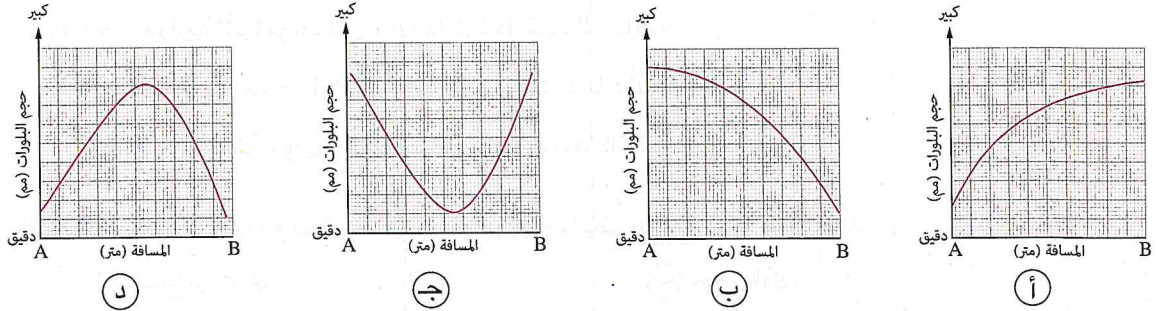 كبير
حجم البلورات (مم)
دقيق
A
المسافة (متر)
B
أ
كبير
حجم البلورات (مم)
دقيق
A
المسافة (متر)
B
ب
كبير
حجم البلورات (مم)
دقيق
A
المسافة (متر)
B
جـ
كبير
حجم البلورات (مم)
دقيق
A
المسافة (متر)
B
د